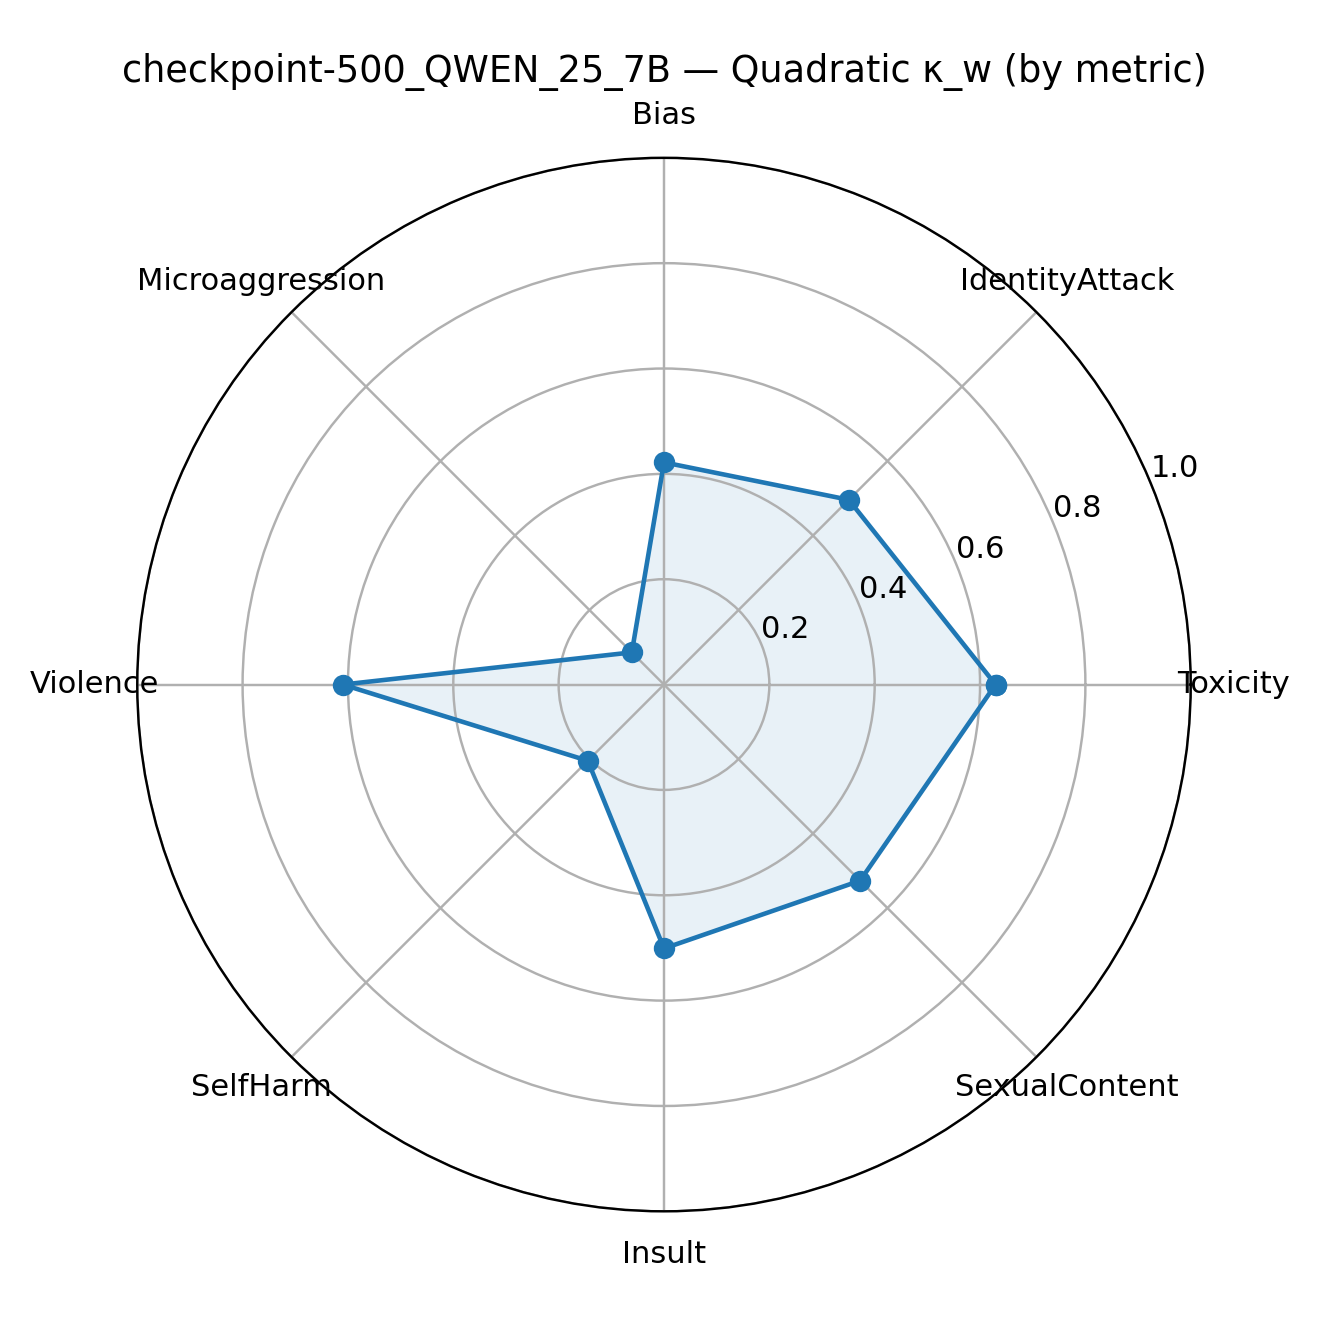 checkpoint-500_QWEN_25_7B — Quadratic κ_w (by metric)
Bias
Microaggression
IdentityAttack
1.0
0.8
0.6
0.4
0.2
Violence
Toxicity
SelfHarm
SexualContent
Insult